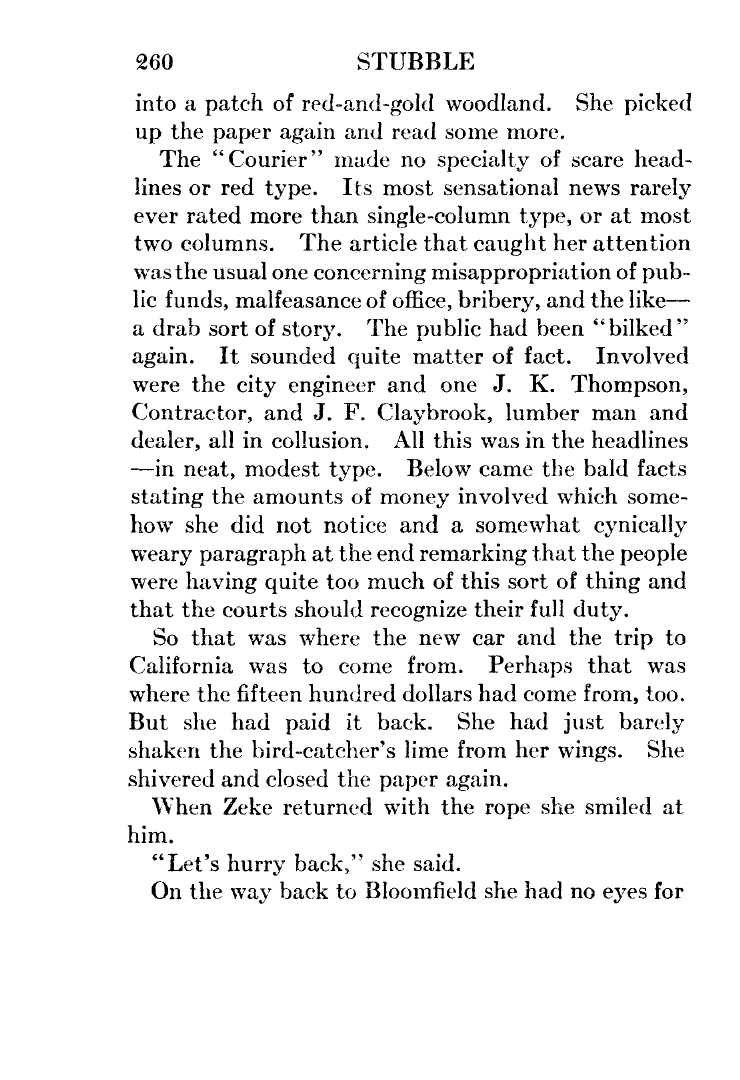 260 STUBBLE
into a patch of red-and-gold woodland. She picked
up the paper again and read some more.
The “Courier” made no specialty of scare head-
lines or red type. Its most sensational news rarely
ever rated more than single-column type, or at most
two columns. The article that caught her attention
was the usual one concerning misappropriation of pub-
lic funds, malfeasance of office, bribery, and the like—
a drab sort of story. The public had been “bilked”
again. It sounded quite matter of fact. Involved
were the city engineer and one J. K. Thompson,
Contractor, and J. F. Claybrook, lumber man and
dealer, all in collusion. All this was in the headlines
—in neat, modest type. Below came the bald facts
stating the amounts of money involved which some-
how she did not notice and a somewhat cynically
weary paragraph at the end remarking that the people
were having quite too much of this sort of thing and
that the courts should recognize their full duty.
So that was where the new car and the trip to
California was to come from. Perhaps that was
where the fifteen hundred dollars had come from, too.
But she had paid it back. She had just barely
shaken the bird-catcher’s lime from her wings. She
shivered and closed the paper again.
When Zeke returned with the rope she smiled at
him.
“Let’s hurry back,” she said.
On the way back to Bloomfield she had no eyes for